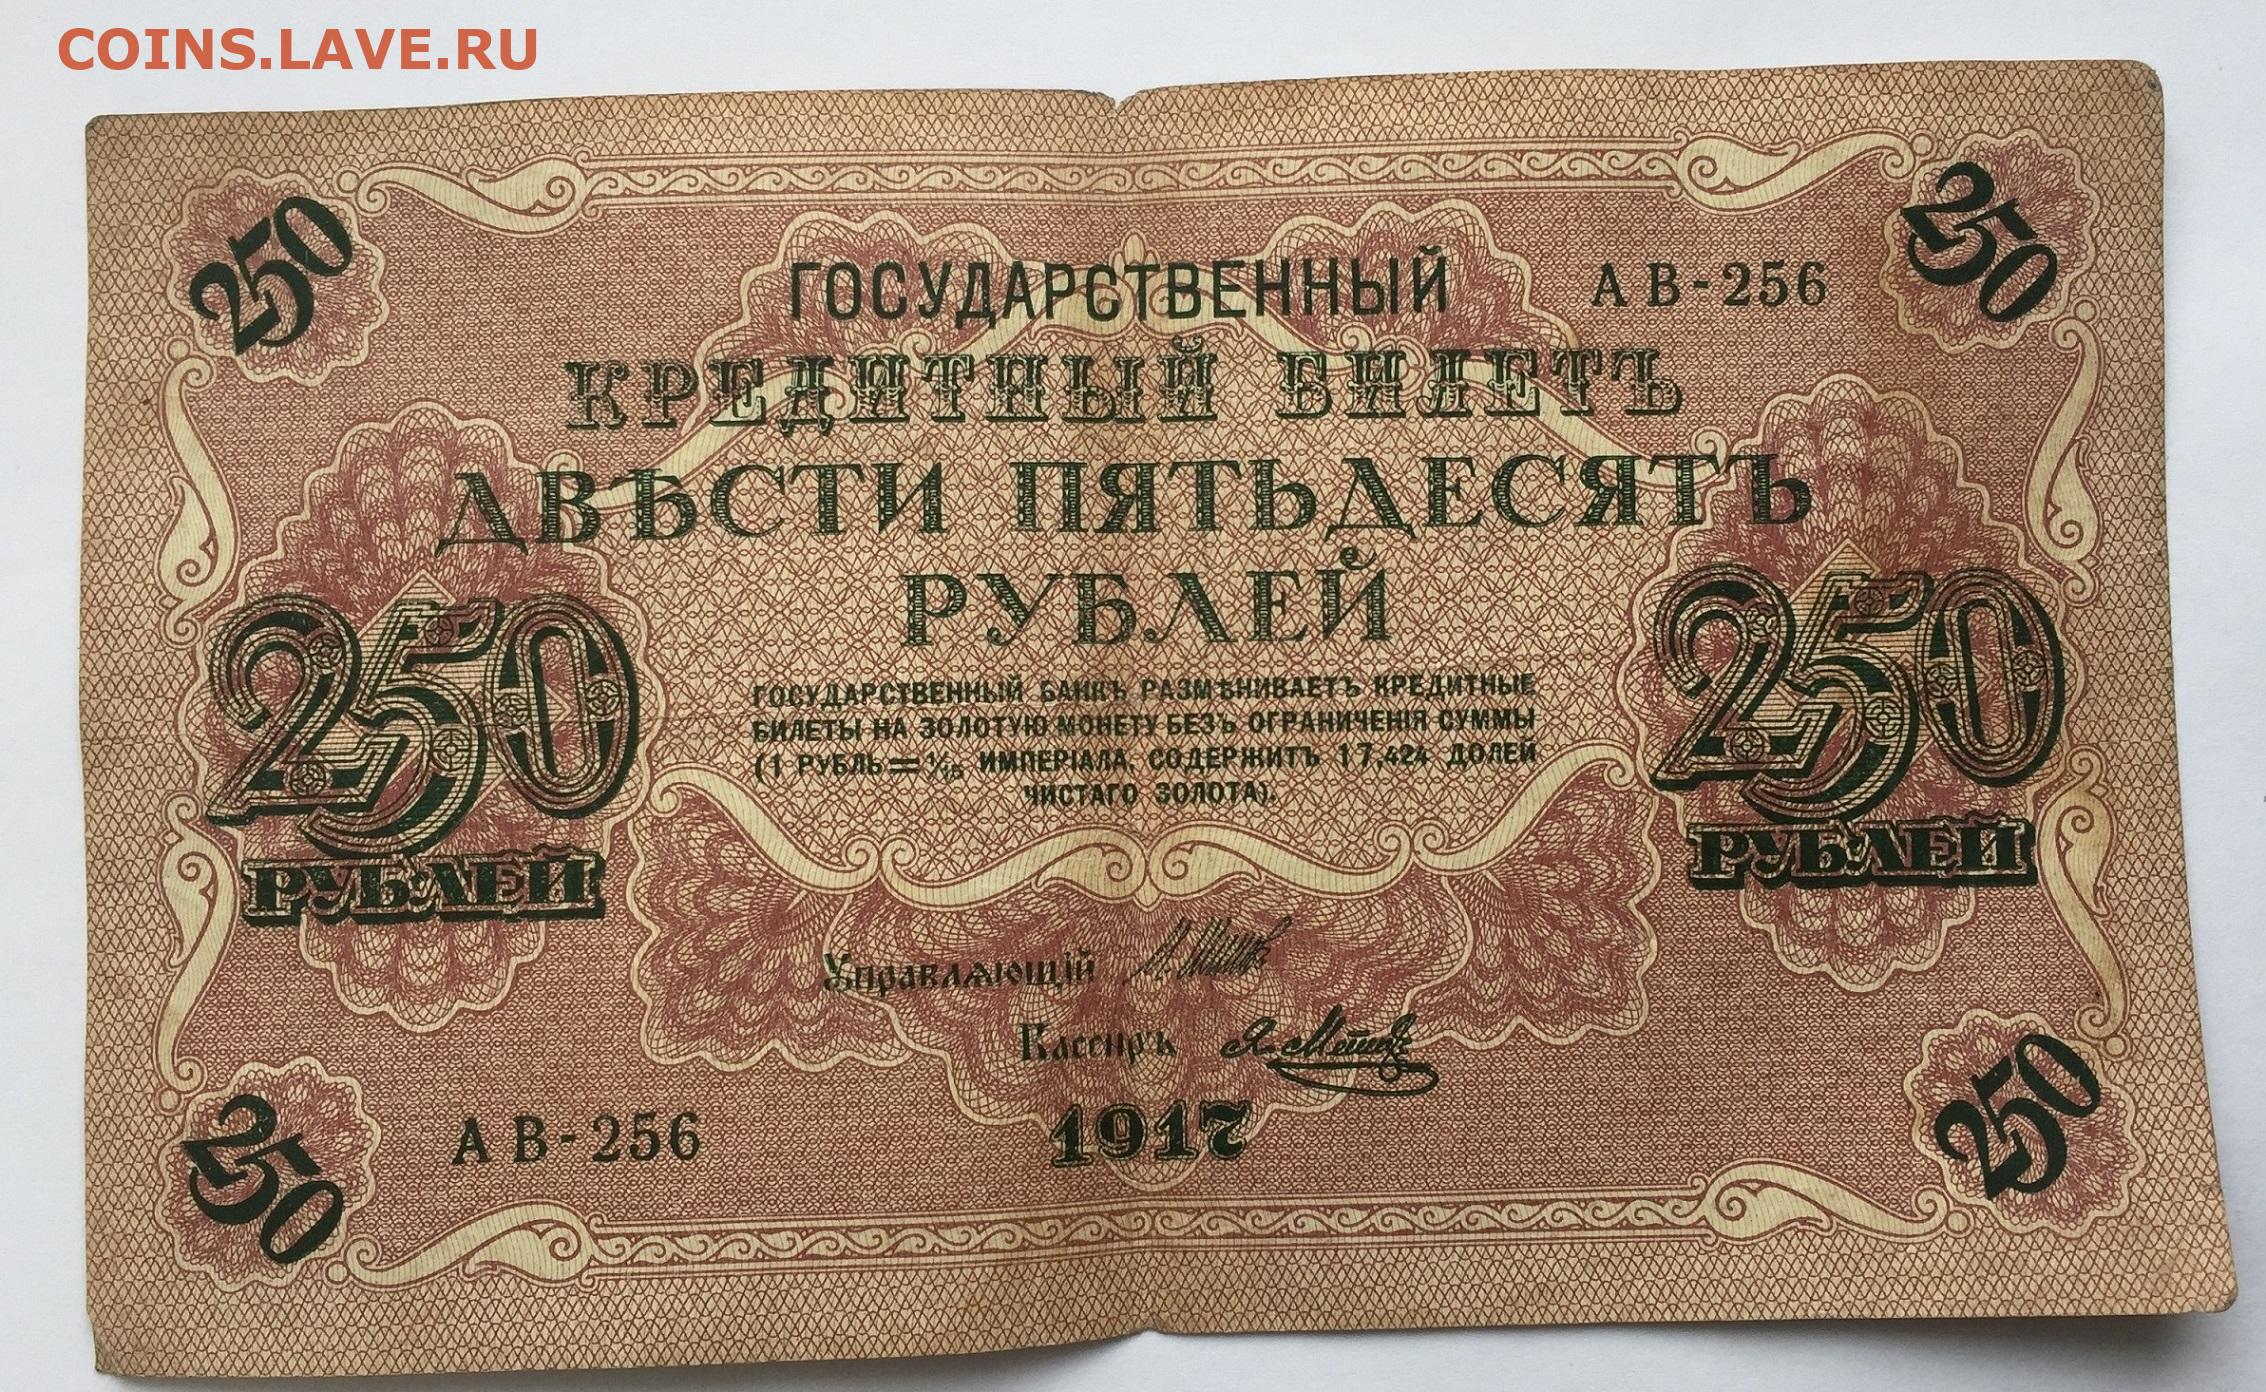 COINS.LAVE.RU
250
250
ГОСУДАРСТВЕННЫЙ
АВ-256
КРЕДИТНЫЙ БИЛЕТЪ
ДВѢСТИ ПЯТЬДЕСЯТЪ
РУБЛЕЙ
250
РУБЛЕЙ
250
РУБЛЕЙ
ГОСУДАРСТВЕННЫЙ БАНКЪ РАЗМѢНИВАЕТЪ КРЕДИТНЫЕ
БИЛЕТЫ НА ЗОЛОТУЮ МОНЕТУ БЕЗЪ ОГРАНИЧЕНІЯ СУММЫ
(1 РУБЛЬ = 1/15 ИМПЕРІАЛА, СОДЕРЖИТЪ 17,424 ДОЛЕЙ
ЧИСТАГО ЗОЛОТА).
Управляющій
Кассиръ
АВ-256
1917
250
250